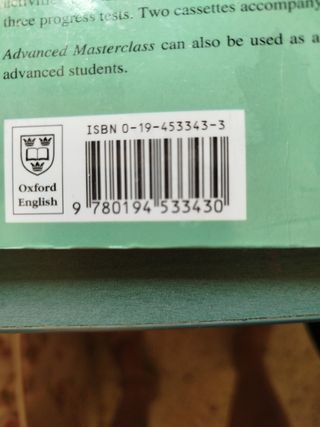 three progress tests. Two cassettes accompany
Advanced Masterclass can also be used as a
advanced students.
ISBN 0-19-453343-3
Oxford
English
9 780194 533430